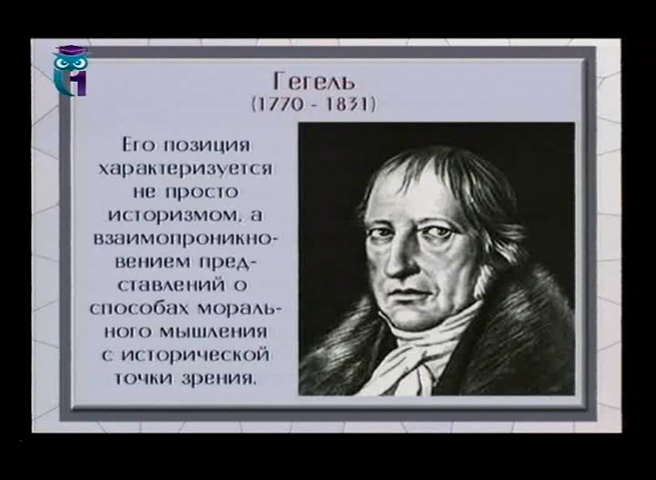 1
Гегель
(1770 - 1831)
Его позиция
характеризуется
не просто
историзмом, а
взаимопроникно-
вением пред-
ставлений о
способах мораль-
ного мышления
с исторической
точки зрения.